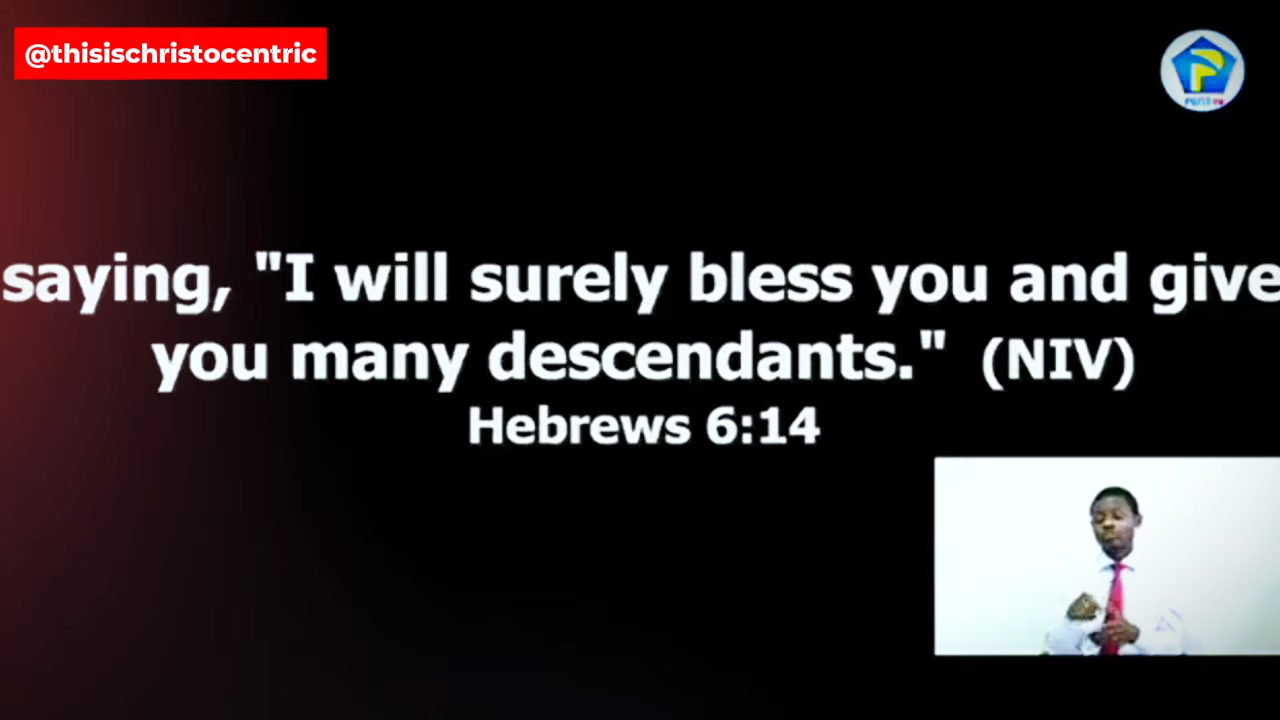 @thisischristocentric
saying, "I will surely bless you and give
you many descendants." (NIV)
Hebrews 6:14